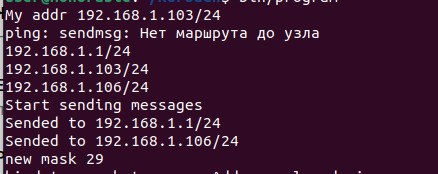 My addr 192.168.1.103/24
ping: sendmsg: Нет маршрута до узла
192.168.1.1/24
192.168.1.103/24
192.168.1.106/24
Start sending messages
Sended to 192.168.1.1/24
Sended to 192.168.1.106/24
new mask 29